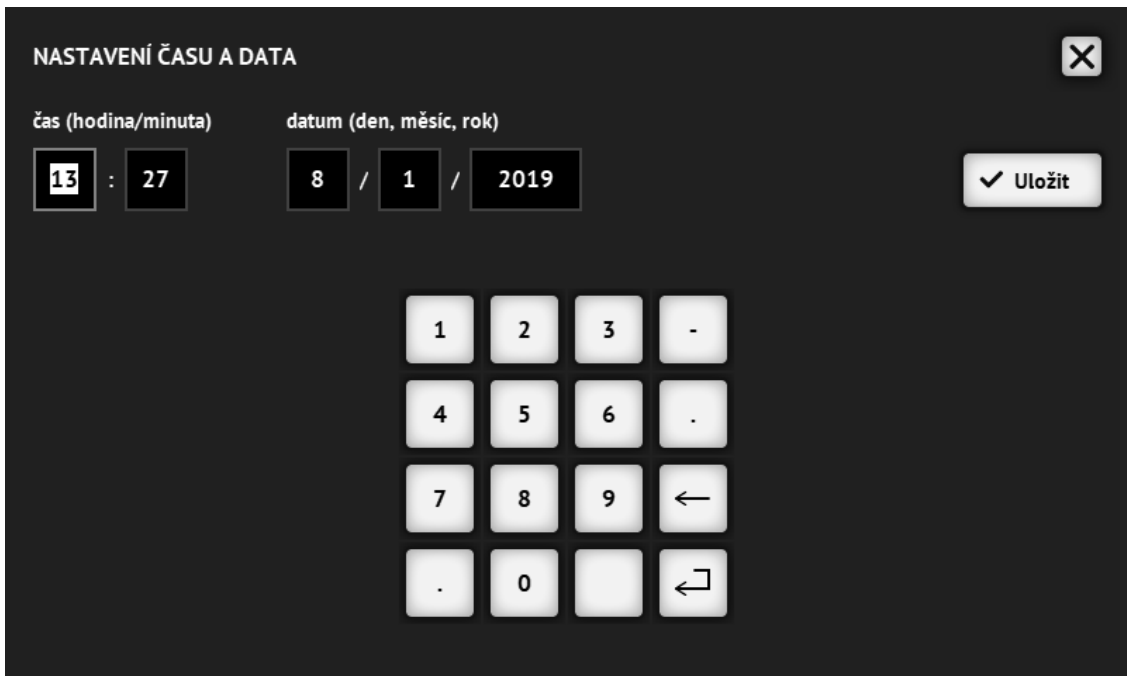 NASTAVENÍ ČASU A DATA
čas (hodina/minuta) datum (den, měsíc, rok)
13 : 27 8 / 1 / 2019 Uložit
1 2 3 -
4 5 6 .
7 8 9 ←
. 0